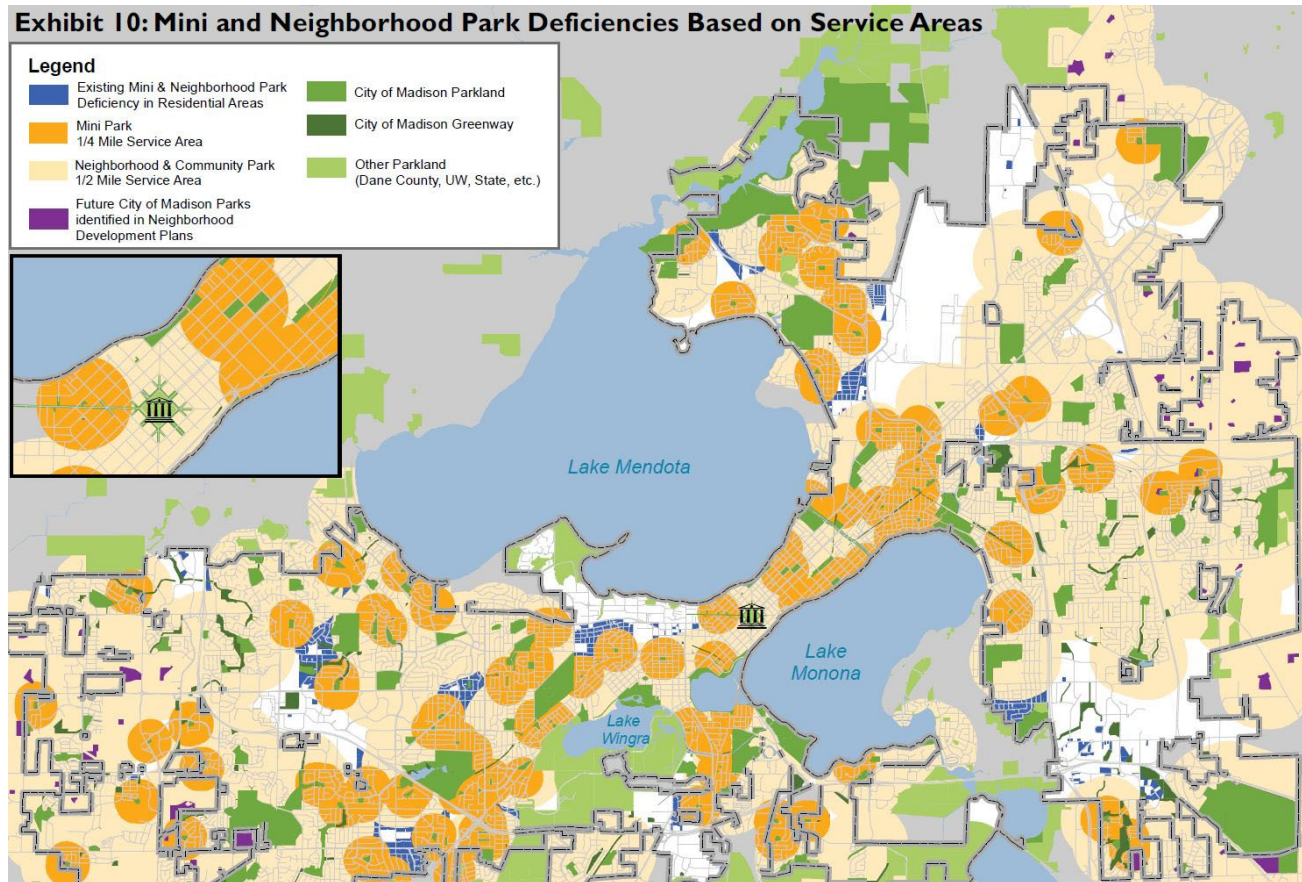 Exhibit 10: Mini and Neighborhood Park Deficiencies Based on Service Areas
Legend
Existing Mini & Neighborhood Park
Deficiency in Residential Areas
Mini Park
1/4 Mile Service Area
Neighborhood & Community Park
1/2 Mile Service Area
Future City of Madison Parks
identified in Neighborhood
Development Plans
City of Madison Parkland
City of Madison Greenway
Other Parkland
(Dane County, UW, State, etc.)
Lake Mendota
Lake
Monona
Lake
Wingra